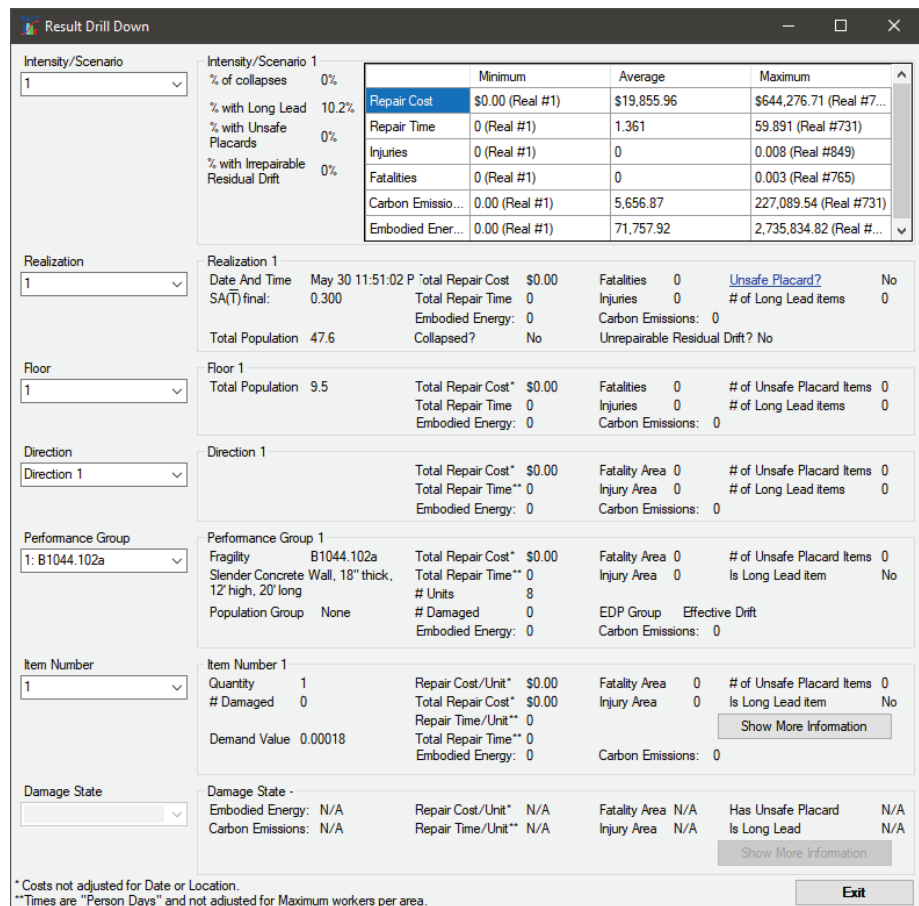 Result Drill Down
Intensity/Scenario
1
Intensity/Scenario 1
% of collapses 0%
% with Long Lead 10.2%
% with Unsafe Placards 0%
% with Irrepairable Residual Drift 0%
Minimum Average Maximum
Repair Cost $0.00 (Real #1) $19,855.96 $644,276.71 (Real #7...
Repair Time 0 (Real #1) 1.361 59.891 (Real #731)
Injuries 0 (Real #1) 0 0.008 (Real #849)
Fatalities 0 (Real #1) 0 0.003 (Real #765)
Carbon Emissio... 0.00 (Real #1) 5,656.87 227,089.54 (Real #731)
Embodied Ener... 0.00 (Real #1) 71,757.92 2,735,834.82 (Real #...
Realization
1
Realization 1
Date And Time May 30 11:51:02 P Total Repair Cost $0.00 Fatalities 0 Unsafe Placard? No
SA(T̅) final: 0.300 Total Repair Time 0 Injuries 0 # of Long Lead items 0
Embodied Energy: 0 Carbon Emissions: 0
Total Population 47.6 Collapsed? No Unrepairable Residual Drift? No
Floor
1
Floor 1
Total Population 9.5 Total Repair Cost* $0.00 Fatalities 0 # of Unsafe Placard Items 0
Total Repair Time 0 Injuries 0 # of Long Lead items 0
Embodied Energy: 0 Carbon Emissions: 0
Direction
Direction 1
Direction 1
Total Repair Cost* $0.00 Fatality Area 0 # of Unsafe Placard Items 0
Total Repair Time** 0 Injury Area 0 # of Long Lead items 0
Embodied Energy: 0 Carbon Emissions: 0
Performance Group
1: B1044.102a
Performance Group 1
Fragility B1044.102a Total Repair Cost* $0.00 Fatality Area 0 # of Unsafe Placard Items 0
Slender Concrete Wall, 18" thick, Total Repair Time** 0 Injury Area 0 Is Long Lead item No
12' high, 20' long # Units 8
Population Group None # Damaged 0 EDP Group Effective Drift
Embodied Energy: 0 Carbon Emissions: 0
Item Number
1
Item Number 1
Quantity 1 Repair Cost/Unit* $0.00 Fatality Area 0 # of Unsafe Placard Items 0
# Damaged 0 Total Repair Cost* $0.00 Injury Area 0 Is Long Lead item No
Repair Time/Unit** 0 Show More Information
Demand Value 0.00018 Total Repair Time** 0
Embodied Energy: 0 Carbon Emissions: 0
Damage State
Damage State -
Embodied Energy: N/A Repair Cost/Unit* N/A Fatality Area N/A Has Unsafe Placard N/A
Carbon Emissions: N/A Repair Time/Unit** N/A Injury Area N/A Is Long Lead N/A
Show More Information
* Costs not adjusted for Date or Location.
**Times are "Person Days" and not adjusted for Maximum workers per area.
Exit